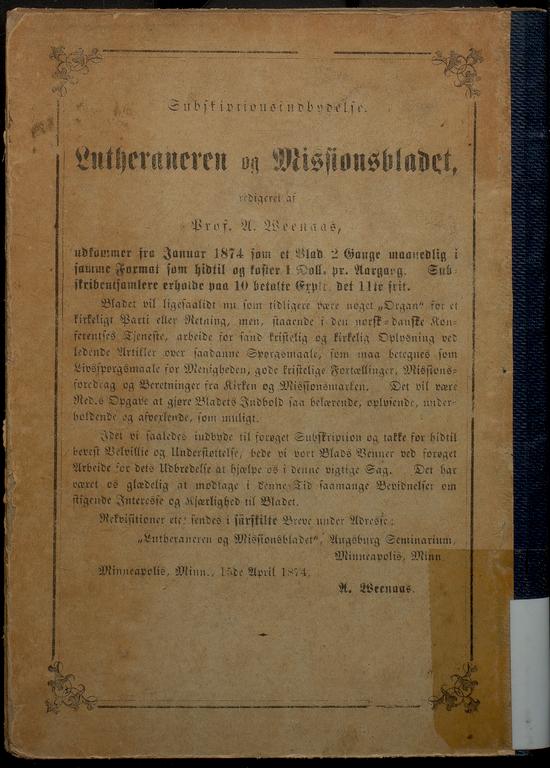 Subskriptionsindbydelse.
Lutheraneren og Missionsbladet,
redigeret af
Prof. A. Weenaas,
udkommer fra Januar 1874 som et Blad 2 Gange maanedlig i
samme Format som hidtil og koster 1 Doll. pr. Aargang. Sub-
skribentsamlere erholde paa 10 betalte Explr. det 11te frit.
Bladet vil ligesaalidt nu som tidligere være noget „Organ“ for et
kirkeligt Parti eller Retning, men, staaende i den norsk-danske Kon-
ferentses Tjeneste, arbeide for sand kristelig og kirkelig Oplysning ved
ledende Artikler over saadanne Spørgsmaale, som maa betegnes som
Livsspørgsmaale for Menigheden, gode kristelige Fortællinger, Missions-
foredrag og Beretninger fra Kirken og Missionsmarken. Det vil være
Red.s Opgave at gjøre Bladets Indhold saa belærende, oplivende, under-
holdende og afvexlende, som muligt.
Idet vi saaledes indbyde til forøget Subskription og takke for hidtil
bevist Velvillie og Understøttelse, bede vi vort Blads Venner ved forøget
Arbeide for dets Udbredelse at hjælpe os i denne vigtige Sag. Det har
været os glædelig at modtage i denne Tid saamange Bevidnelser om
stigende Interesse og Kjærlighed til Bladet.
Rekvisitioner etc. sendes i særskilte Breve under Adresse:
„Lutheraneren og Missionsbladet“, Augsburg Seminarium,
Minneapolis, Minn.
Minneapolis, Minn., 15de April 1874.
A. Weenaas.